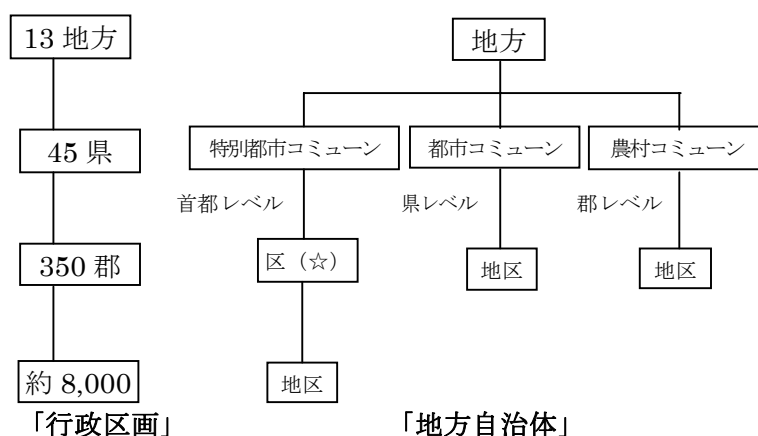 13 地方
45 県
350 郡
約 8,000
「行政区画」
地方
特別都市コミューン
都市コミューン
農村コミューン
首都レベル
県レベル
郡レベル
区（☆）
地区
地区
地区
「地方自治体」